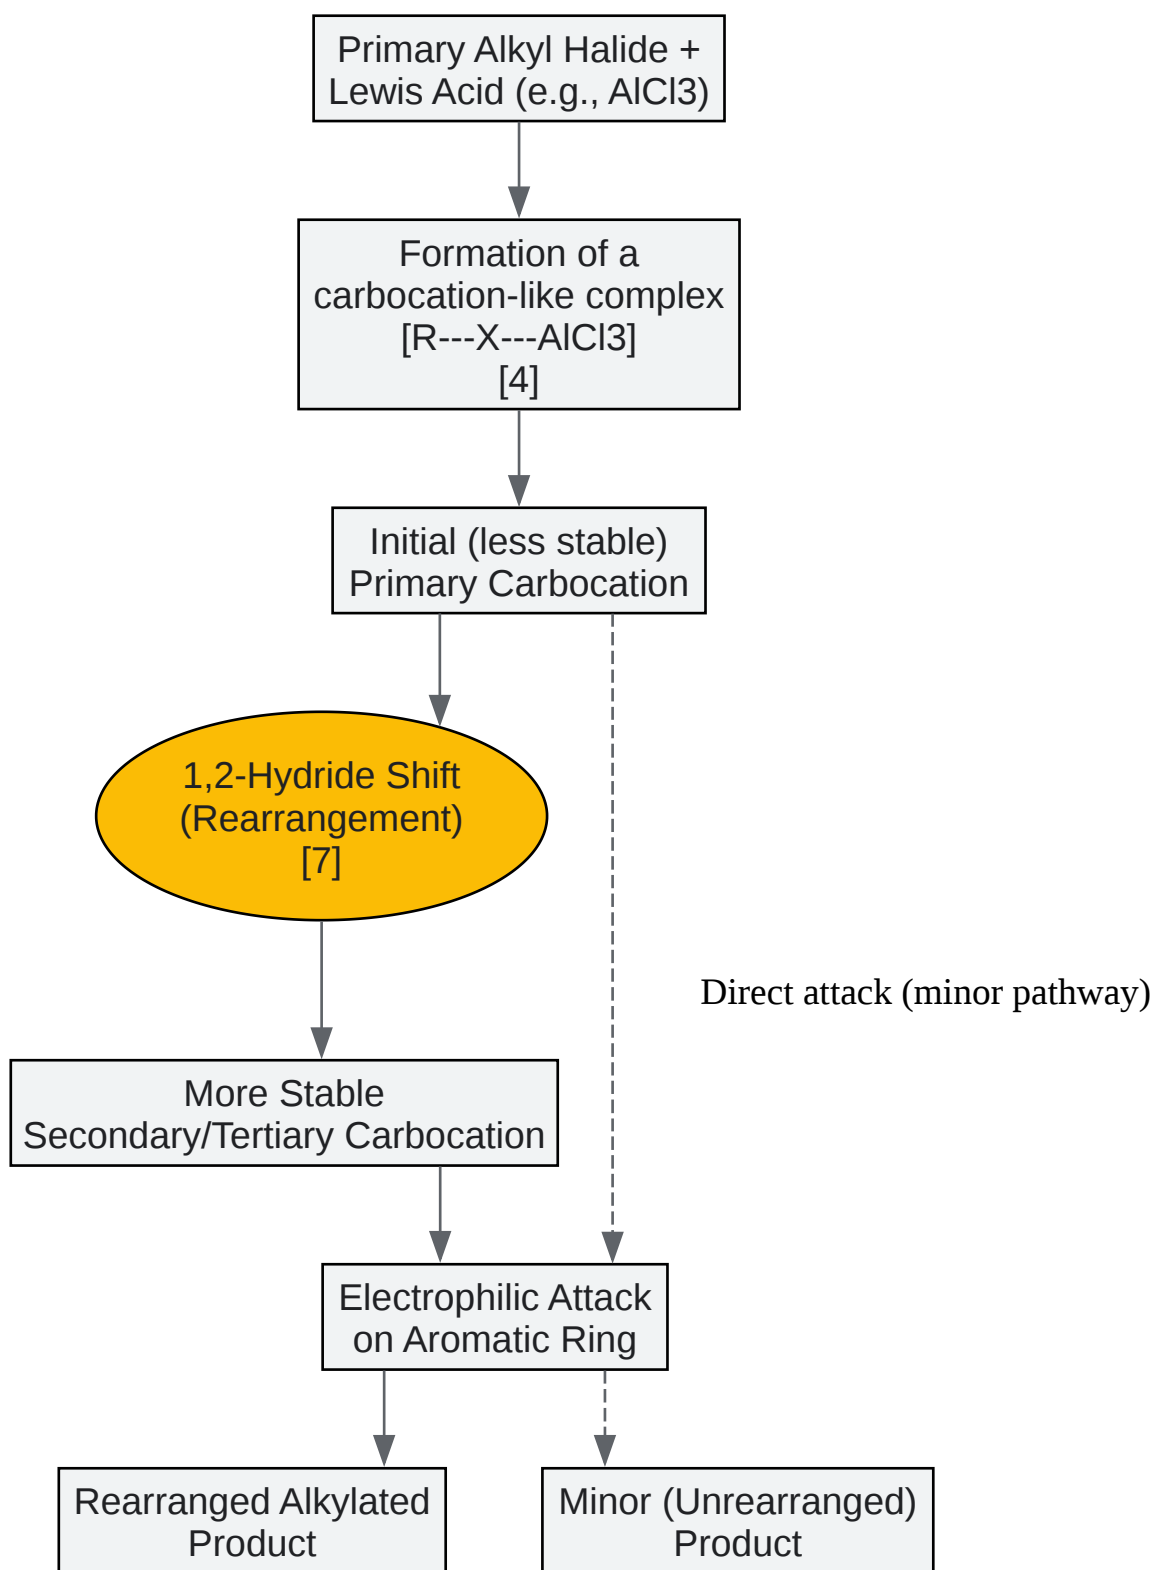 Primary Alkyl Halide +
Lewis Acid (e.g., AlCl3)
Formation of a
carbocation-like complex
[R---X---AlCl3]
[4]
Initial (less stable)
Primary Carbocation
1,2-Hydride Shift
(Rearrangement)
[7]
Direct attack (minor pathway)
More Stable
Secondary/Tertiary Carbocation
Electrophilic Attack
on Aromatic Ring
Rearranged Alkylated
Product
Minor (Unrearranged)
Product